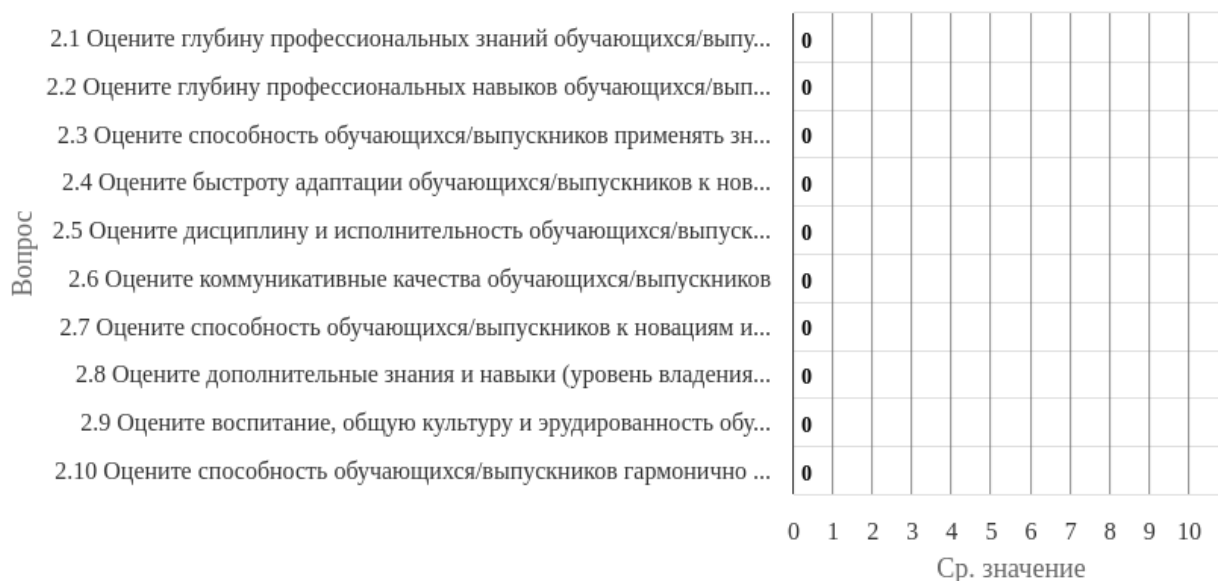 2.1 Оцените глубину профессиональных знаний обучающихся/выпу... 0
2.2 Оцените глубину профессиональных навыков обучающихся/вып... 0
2.3 Оцените способность обучающихся/выпускников применять зн... 0
2.4 Оцените быстроту адаптации обучающихся/выпускников к нов... 0
2.5 Оцените дисциплину и исполнительность обучающихся/выпуск... 0
2.6 Оцените коммуникативные качества обучающихся/выпускников 0
2.7 Оцените способность обучающихся/выпускников к новациям и... 0
2.8 Оцените дополнительные знания и навыки (уровень владения... 0
2.9 Оцените воспитание, общую культуру и эрудированность обу... 0
2.10 Оцените способность обучающихся/выпускников гармонично ... 0
Вопрос
0 1 2 3 4 5 6 7 8 9 10
Ср. значение